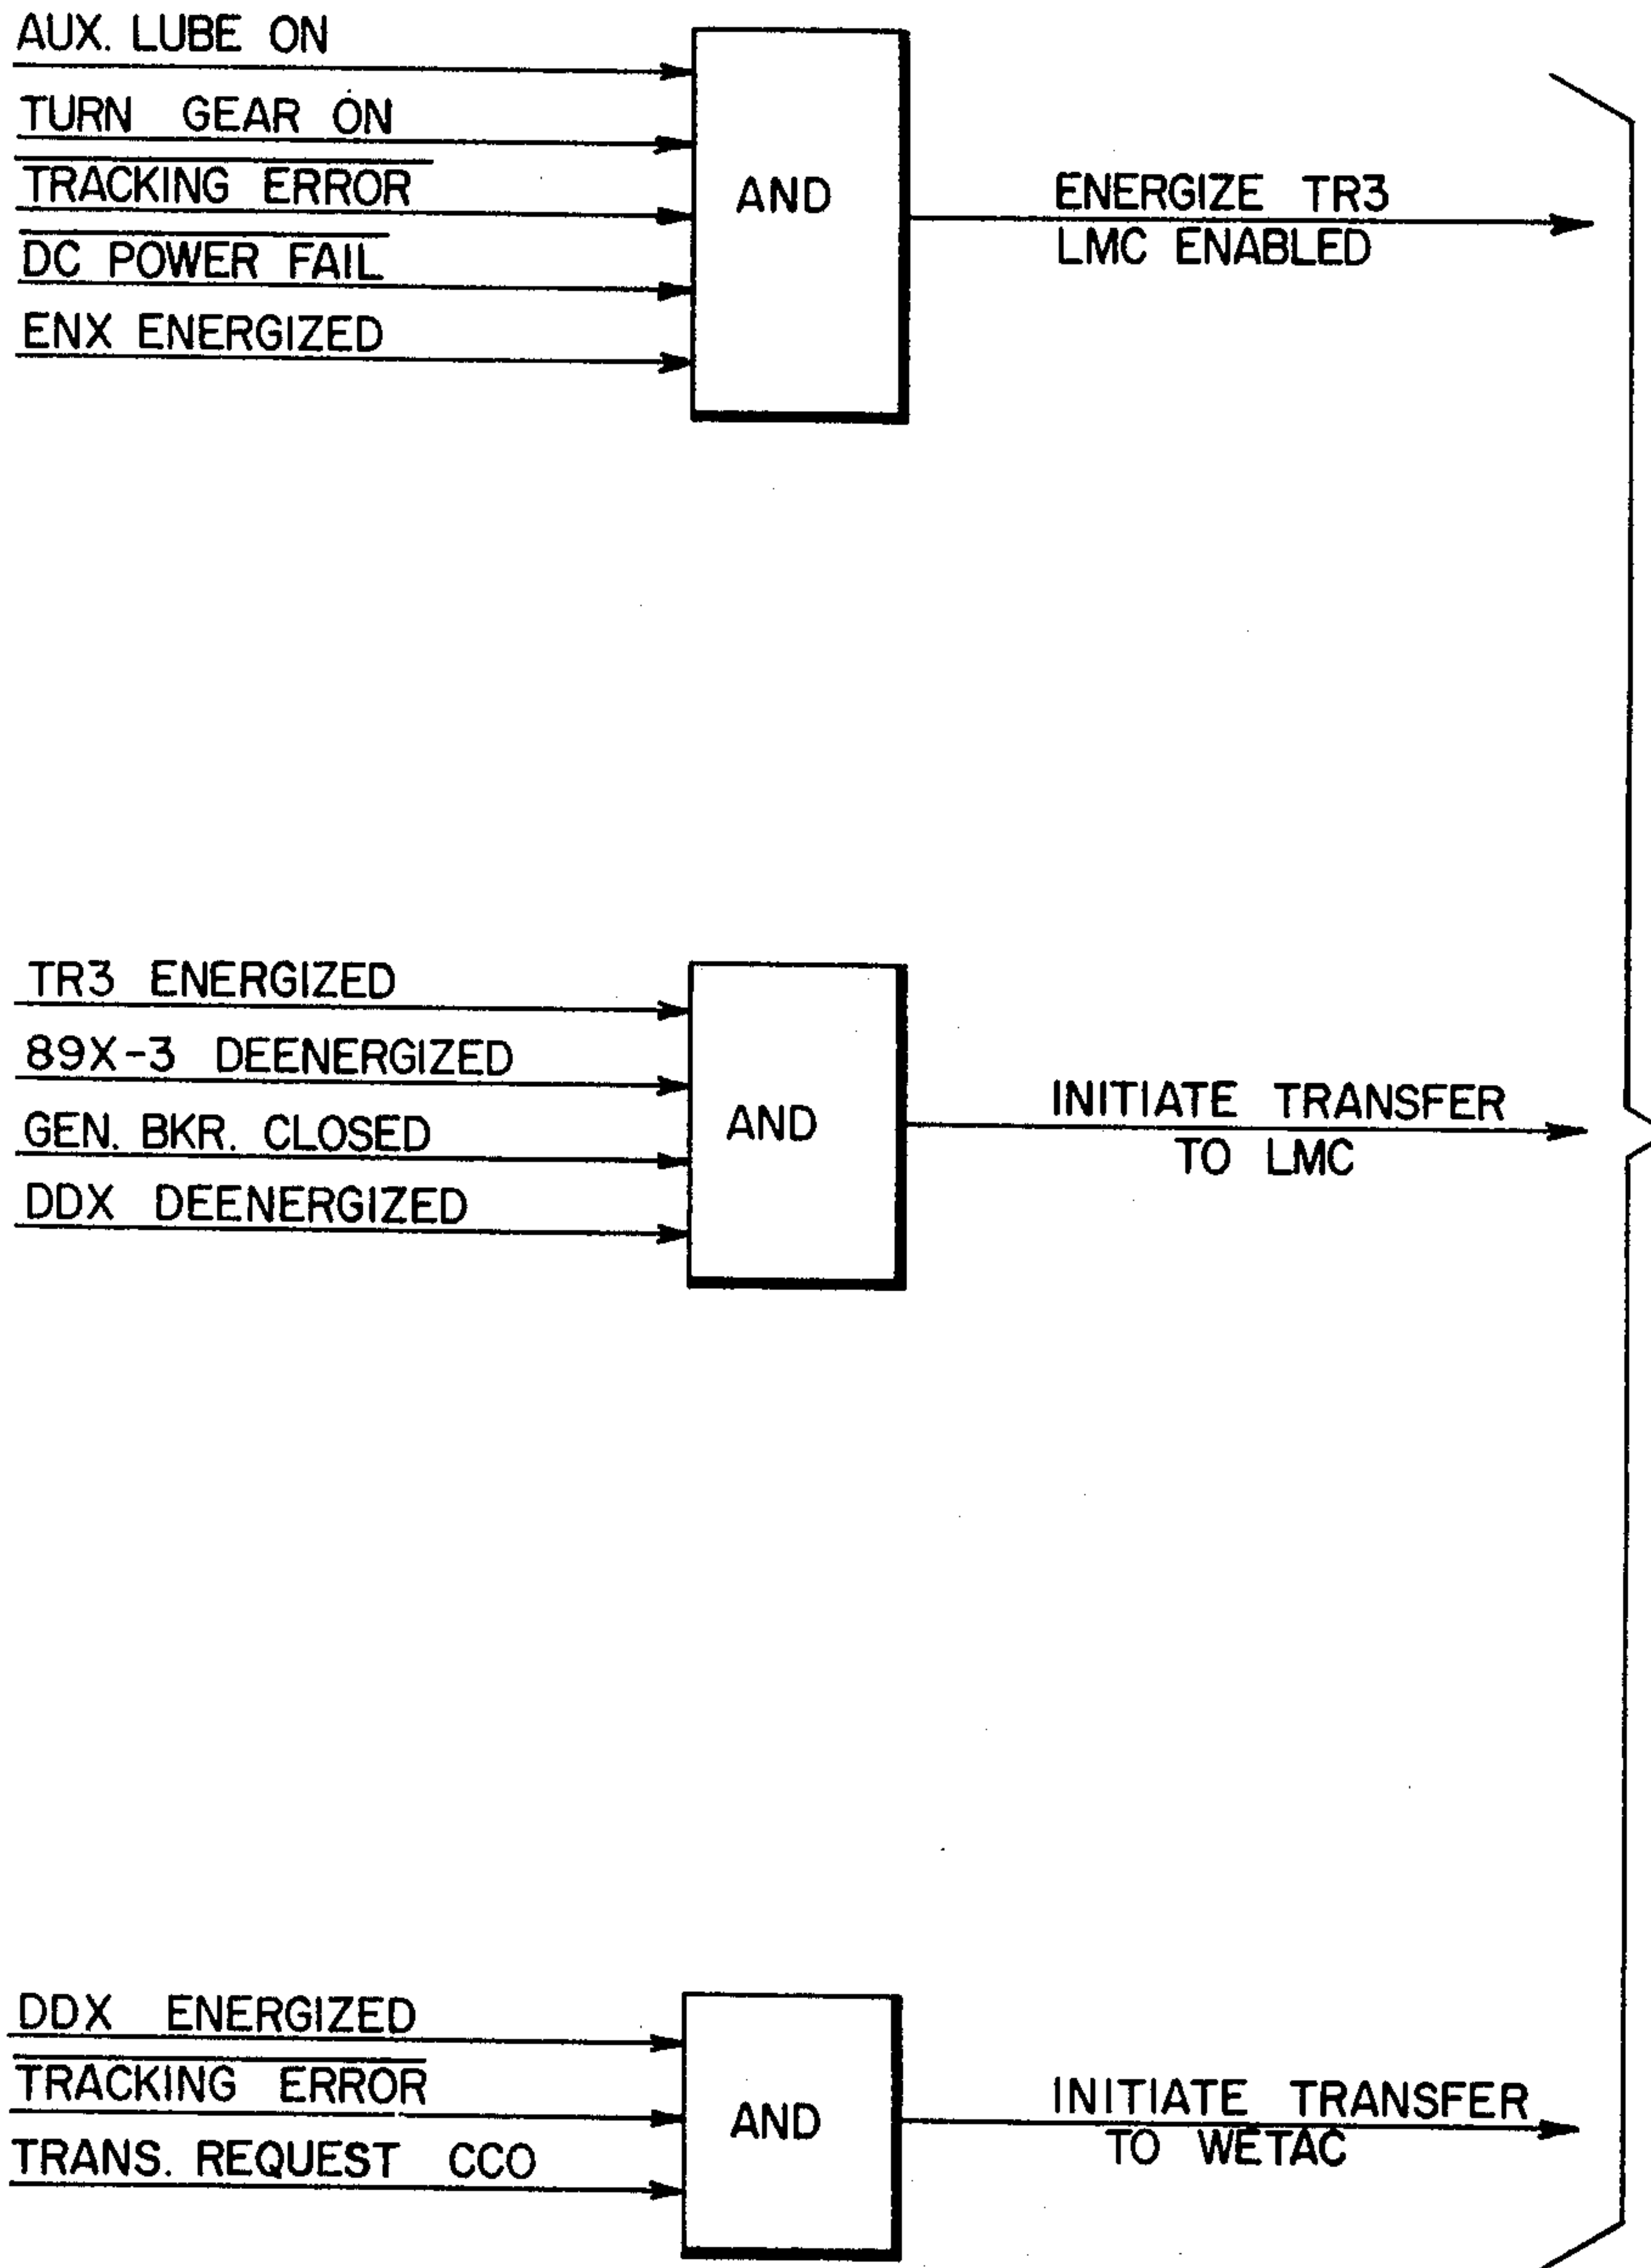 AUX. LUBE ON
TURN GEAR ON
TRACKING ERROR
DC POWER FAIL
ENX ENERGIZED
AND
ENERGIZE TR3
LMC ENABLED
TR3 ENERGIZED
89X-3 DEENERGIZED
GEN. BKR. CLOSED
DDX DEENERGIZED
AND
INITIATE TRANSFER
TO LMC
DDX ENERGIZED
TRACKING ERROR
TRANS. REQUEST CCO
AND
INITIATE TRANSFER
TO WETAC